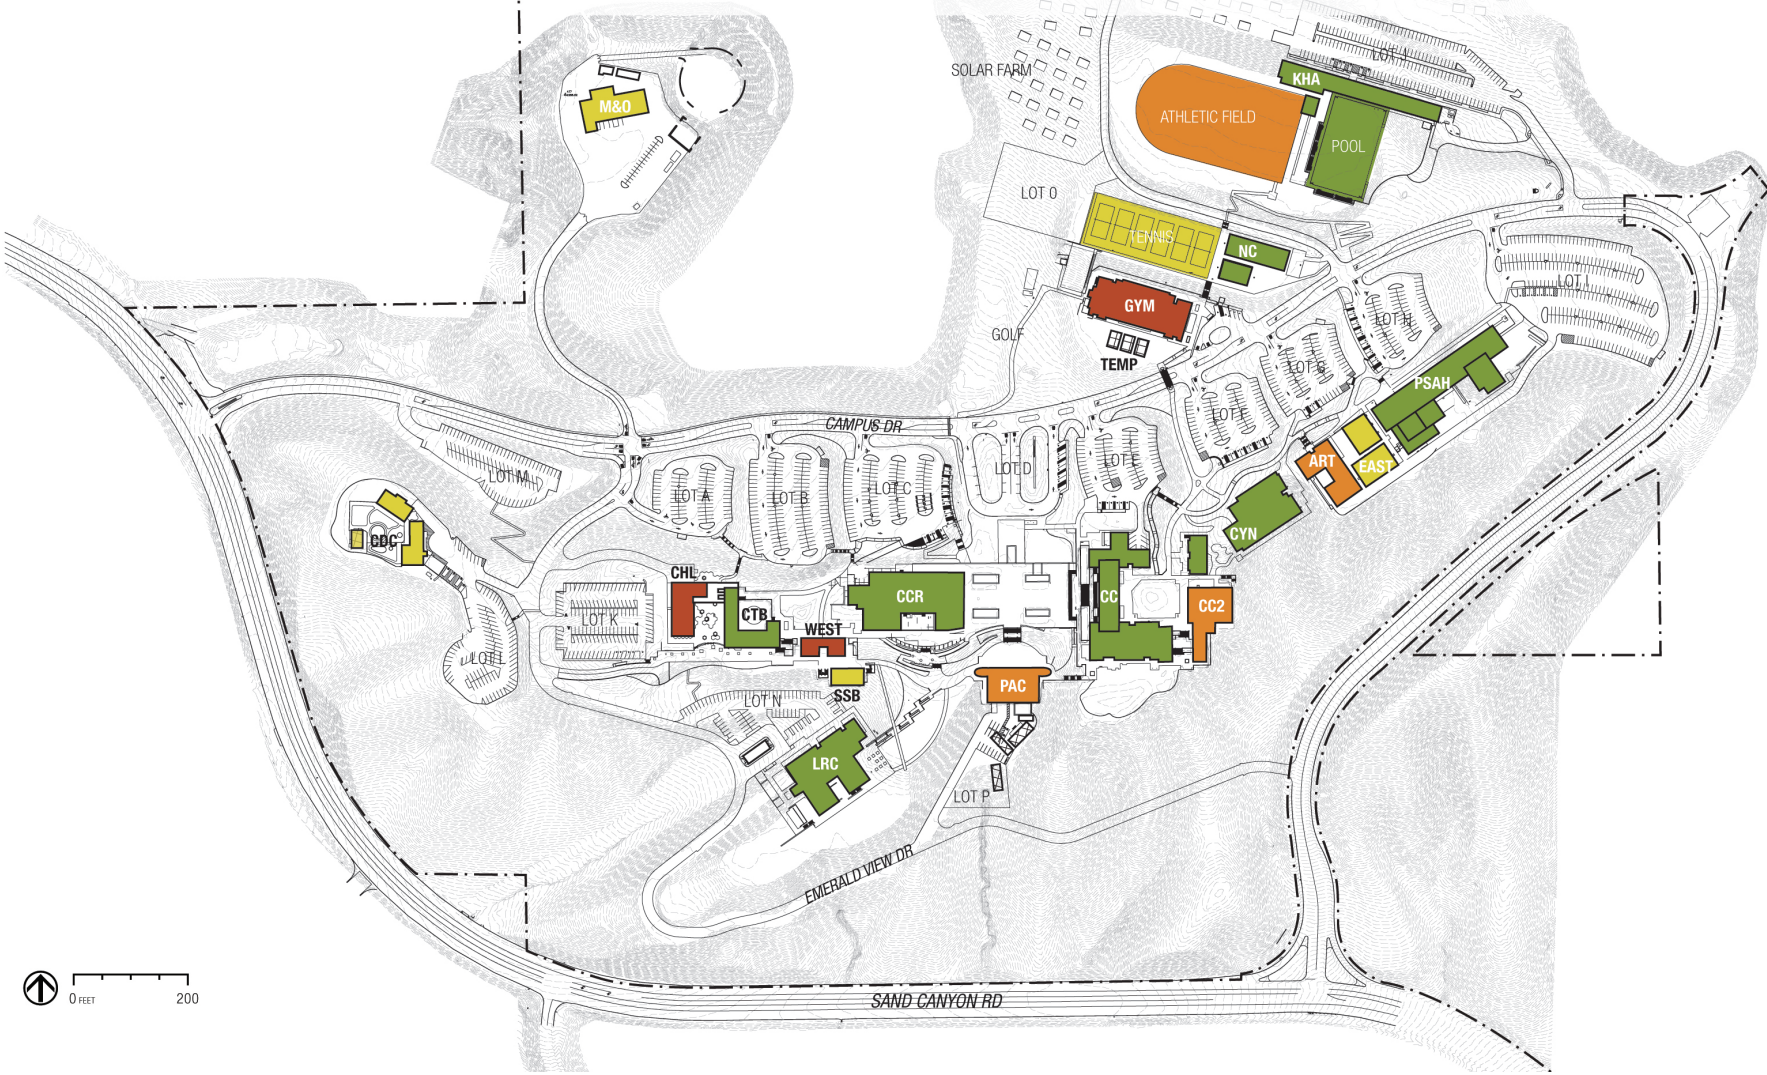 LOT J
SOLAR FARM
KHA
M&O
ATHLETIC FIELD
POOL
LOT O
TENNIS
NC
LOT I
GYM
LOT H
GOLF
TEMP
LOT G
PSAH
LOT F
CAMPUS DR
ART
EAST
LOT E
LOT D
LOT M
LOT A
LOT B
LOT C
CYN
CDC
CHL
CCR
CC
CC2
CTB
LOT K
WEST
LOT L
PAC
SSB
LOT N
LRC
LOT P
EMERALD VIEW DR
0 FEET
200
SAND CANYON RD